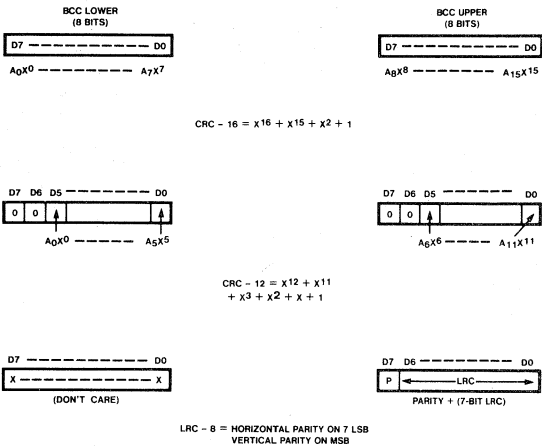 BCC LOWER
(8 BITS)
BCC UPPER
(8 BITS)
D7 ------------ D0
D7 ------------ D0
A0X0 ------------ A7X7
A8X8 ------------ A15X15
CRC - 16 = X16 + X15 + X2 + 1
D7 D6 D5 ------------ D0
D7 D6 D5 ------------ D0
0 0
0 0
A0X0 ------ A5X5
A6X6 ------ A11X11
CRC - 12 = X12 + X11
+ X3 + X2 + X + 1
D7 ------------ D0
D7 D6 ------------ D0
X ------------ X
P LRC
(DON'T CARE)
PARITY + (7-BIT LRC)
LRC - 8 = HORIZONTAL PARITY ON 7 LSB
VERTICAL PARITY ON MSB